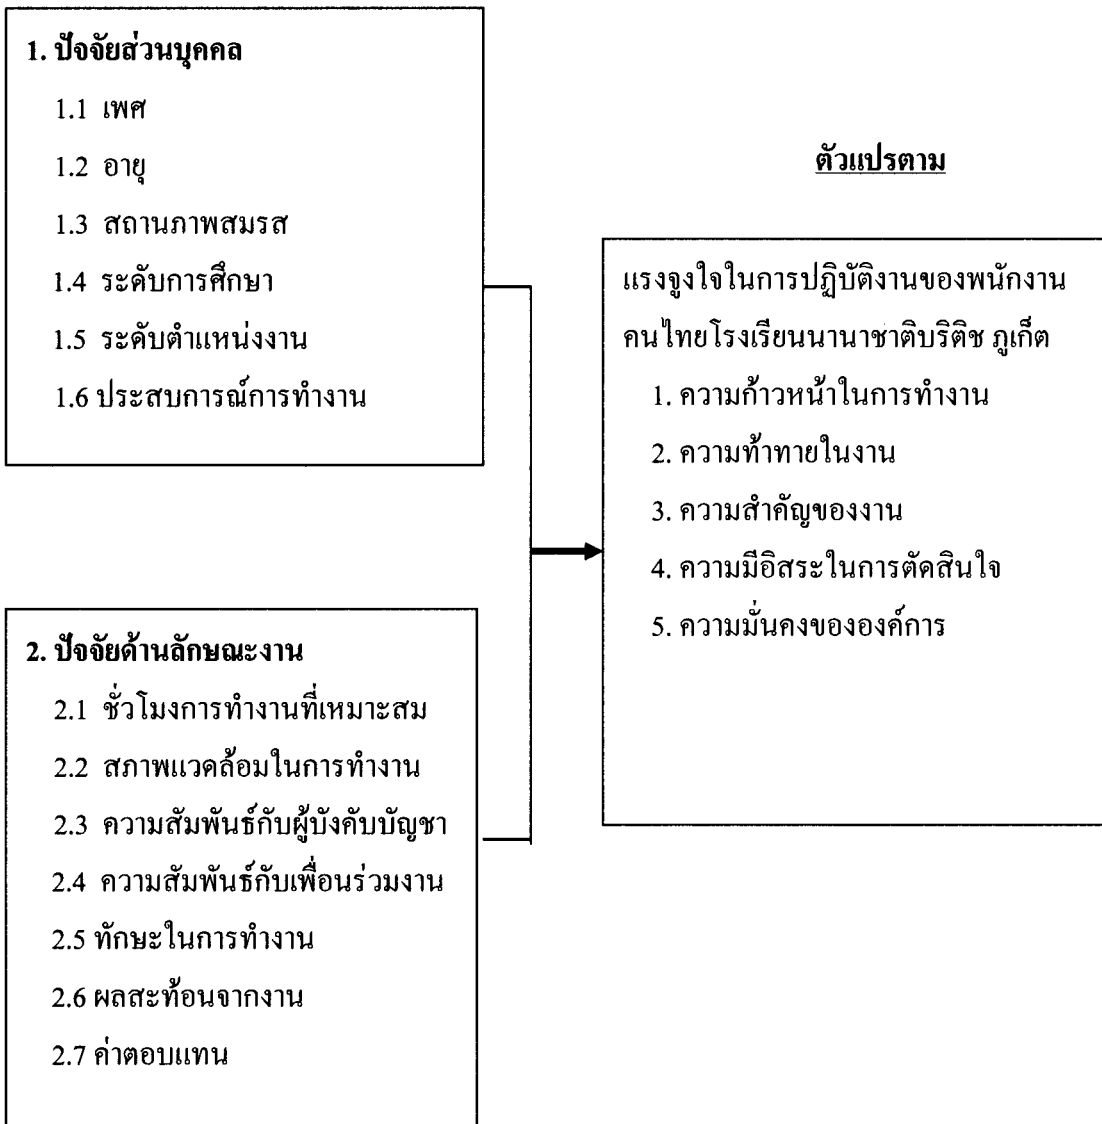 1. ปัจจัยส่วนบุคคล
1.1 เพศ
1.2 อายุ
1.3 สถานภาพสมรส
1.4 ระดับการศึกษา
1.5 ระดับตำแหน่งงาน
1.6 ประสบการณ์การทำงาน
2. ปัจจัยด้านลักษณะงาน
2.1 ชั่วโมงการทำงานที่เหมาะสม
2.2 สภาพแวดล้อมในการทำงาน
2.3 ความสัมพันธ์กับผู้บังคับบัญชา
2.4 ความสัมพันธ์กับเพื่อนร่วมงาน
2.5 ทักษะในการทำงาน
2.6 ผลสะท้อนจากงาน
2.7 ค่าตอบแทน
ตัวแปรตาม
แรงจูงใจในการปฏิบัติงานของพนักงาน
คนไทยโรงเรียนนานาชาติบริติช ภูเก็ต
1. ความก้าวหน้าในการทำงาน
2. ความท้าทายในงาน
3. ความสำคัญของงาน
4. ความมีอิสระในการตัดสินใจ
5. ความมั่นคงขององค์การ